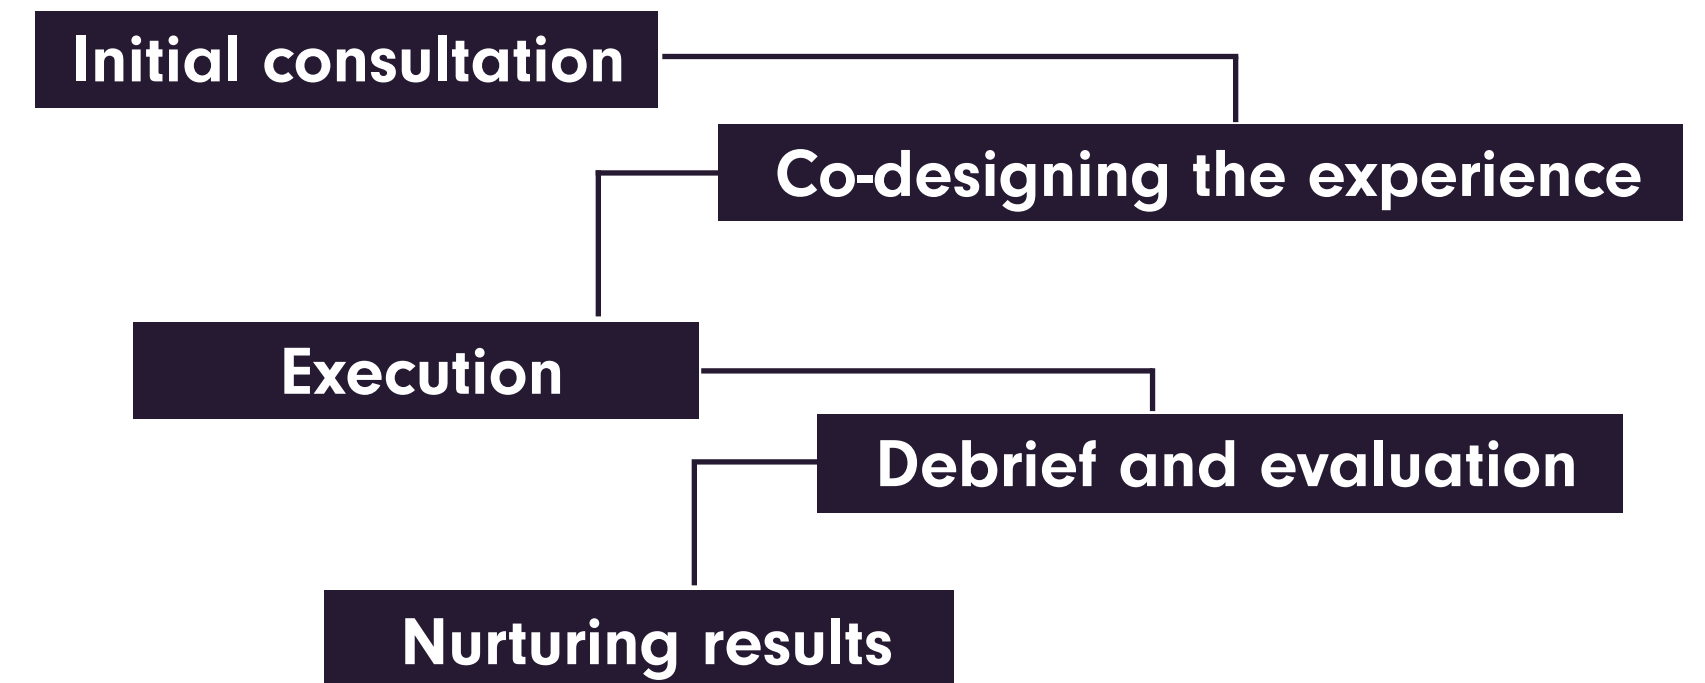 Initial consultation
Co-designing the experience
Execution
Debrief and evaluation
Nurturing results